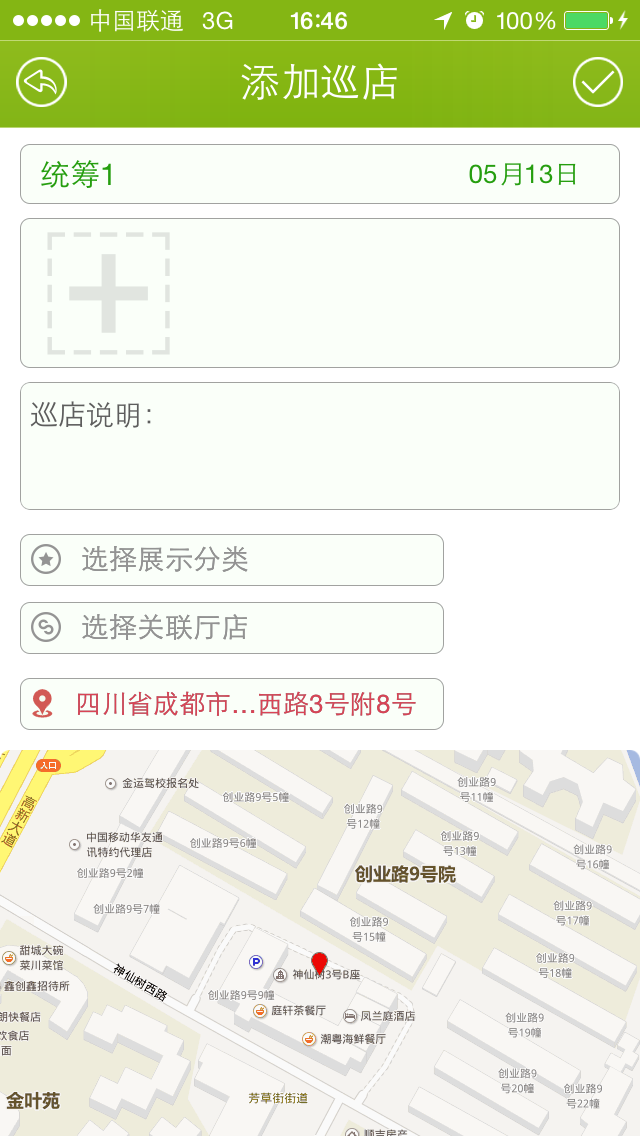 中国联通 3G 16:46 100%
添加巡店
统筹1 05月13日
巡店说明：
选择展示分类
选择关联厅店
四川省成都市...西路3号附8号
入口
金运驾校报名处
创业路9号5幢
创业路9
号11幢
高新大道
创业路9
号12幢
中国移动华友通
讯特约代理店
创业路9号6幢
创业路9
号13幢
创业路9
号16幢
创业路9号2幢
创业路9号院
创业路9号7幢
创业路9
号17幢
创业路9
号15幢
甜城大碗
菜川菜馆
P
神仙树3号B座
创业路9
号18幢
神仙树西路
鑫创鑫招待所
创业路9号9幢
庭轩茶餐厅
凤兰庭酒店
朗快餐店
创业路9
号19幢
饮食店
面
潮粤海鲜餐厅
创业路9
号20幢
创业路9
号22幢
金叶苑
芳草街街道
顺吉房产